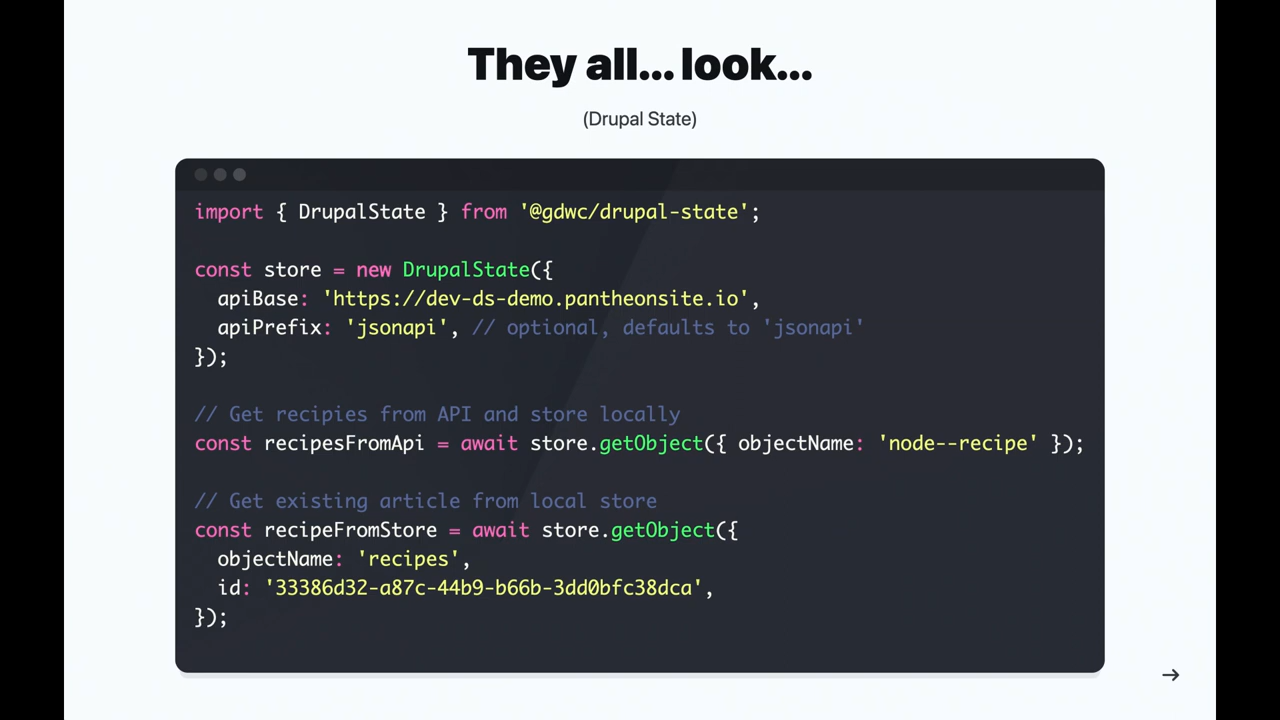 They all... look...
(Drupal State)
import { DrupalState } from '@gdwc/drupal-state';
const store = new DrupalState({
  apiBase: 'https://dev-ds-demo.pantheonsite.io',
  apiPrefix: 'jsonapi', // optional, defaults to 'jsonapi'
});
// Get recipies from API and store locally
const recipesFromApi = await store.getObject({ objectName: 'node--recipe' });
// Get existing article from local store
const recipeFromStore = await store.getObject({
  objectName: 'recipes',
  id: '33386d32-a87c-44b9-b66b-3dd0bfc38dca',
});